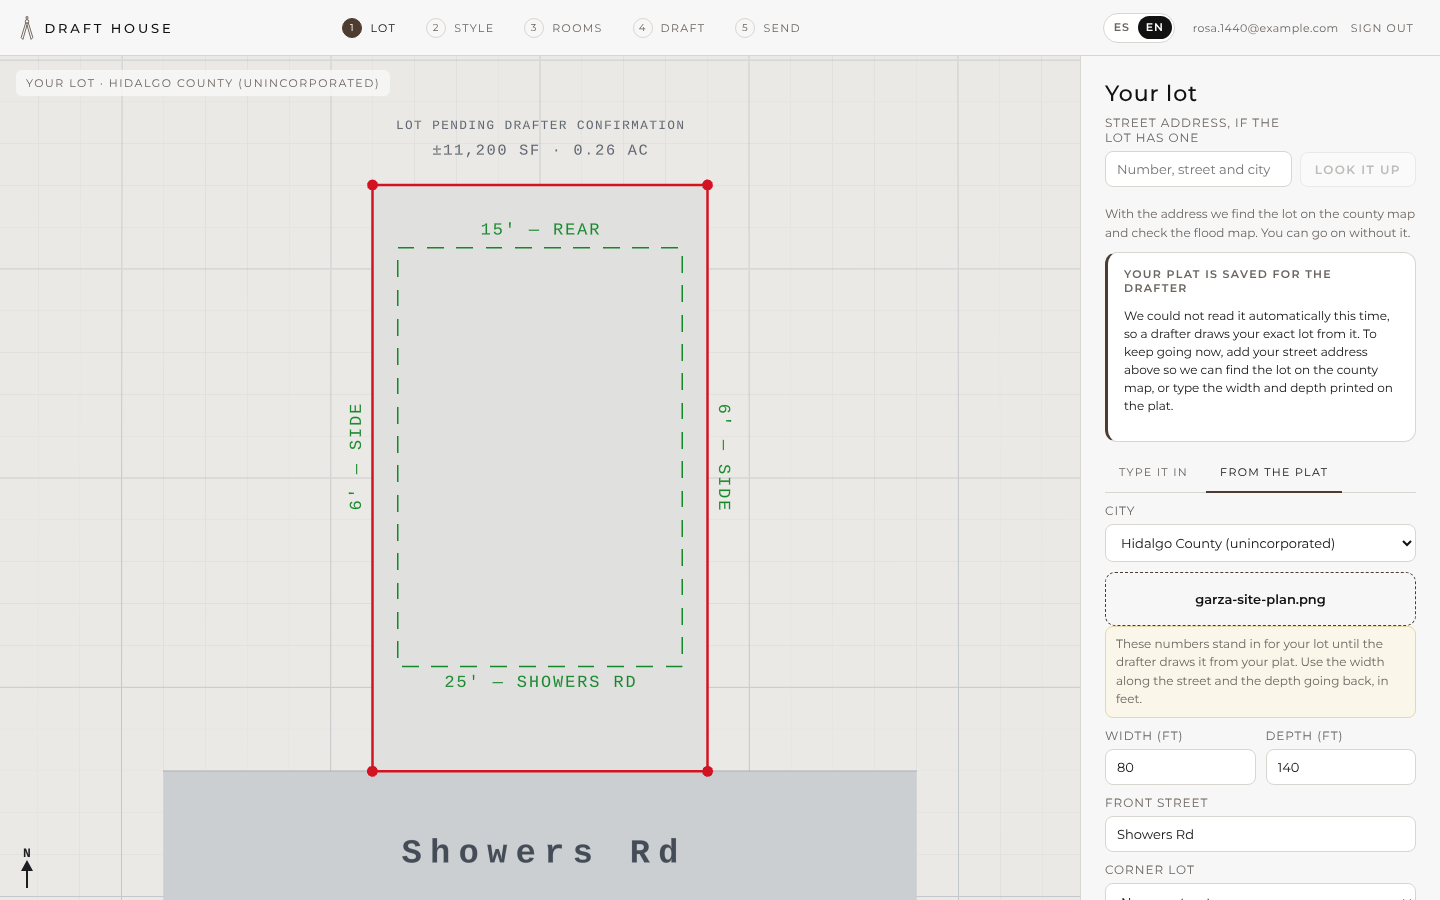 DRAFT HOUSE
1 LOT
2 STYLE
3 ROOMS
4 DRAFT
5 SEND
ES EN
rosa.1440@example.com
SIGN OUT
YOUR LOT · HIDALGO COUNTY (UNINCORPORATED)
LOT PENDING DRAFTER CONFIRMATION
±11,200 SF · 0.26 AC
15' — REAR
6' — SIDE
6' — SIDE
25' — SHOWERS RD
Showers Rd
N
Your lot
STREET ADDRESS, IF THE
LOT HAS ONE
Number, street and city
LOOK IT UP
With the address we find the lot on the county map
and check the flood map. You can go on without it.
YOUR PLAT IS SAVED FOR THE
DRAFTER
We could not read it automatically this time,
so a drafter draws your exact lot from it. To
keep going now, add your street address
above so we can find the lot on the county
map, or type the width and depth printed on
the plat.
TYPE IT IN
FROM THE PLAT
CITY
Hidalgo County (unincorporated)
garza-site-plan.png
These numbers stand in for your lot until the
drafter draws it from your plat. Use the width
along the street and the depth going back, in
feet.
WIDTH (FT)
DEPTH (FT)
80
140
FRONT STREET
Showers Rd
CORNER LOT